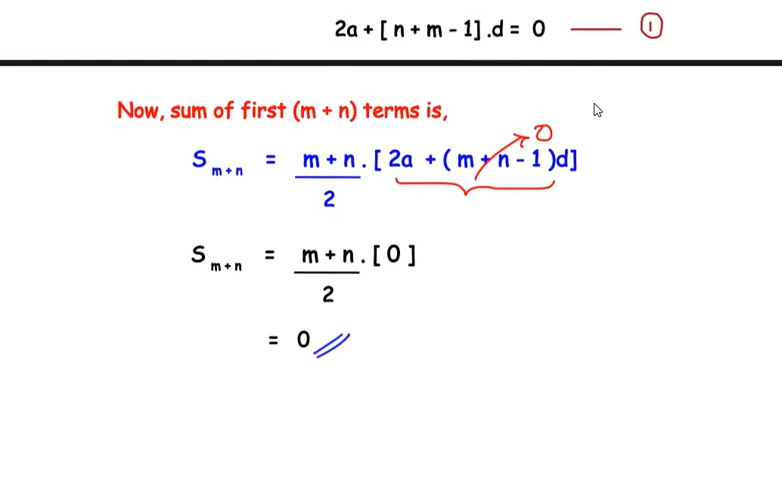 2a + [ n + m - 1 ] .d = 0 —— ①
Now, sum of first (m + n) terms is,
0
S m+n = m + n . [ 2a + ( m + n - 1 )d]
2
S m+n = m + n . [ 0 ]
2
= 0